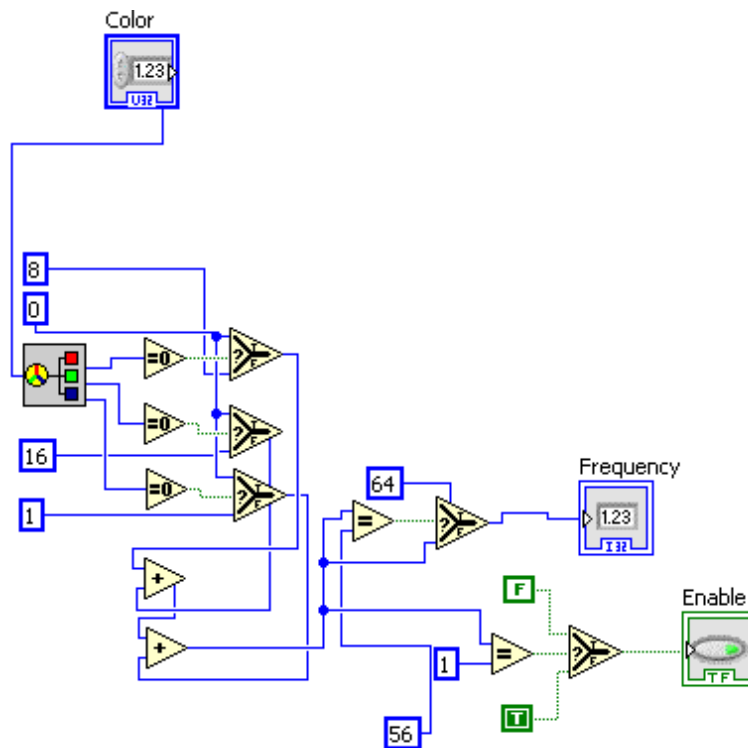 Color
1.23
U32
8
0
=0
? T F
=0
? T F
16
=0
? T F
1
64
=
? T F
Frequency
1.23
I32
+
+
F
Enable
=
? T F
1
TF
T
56